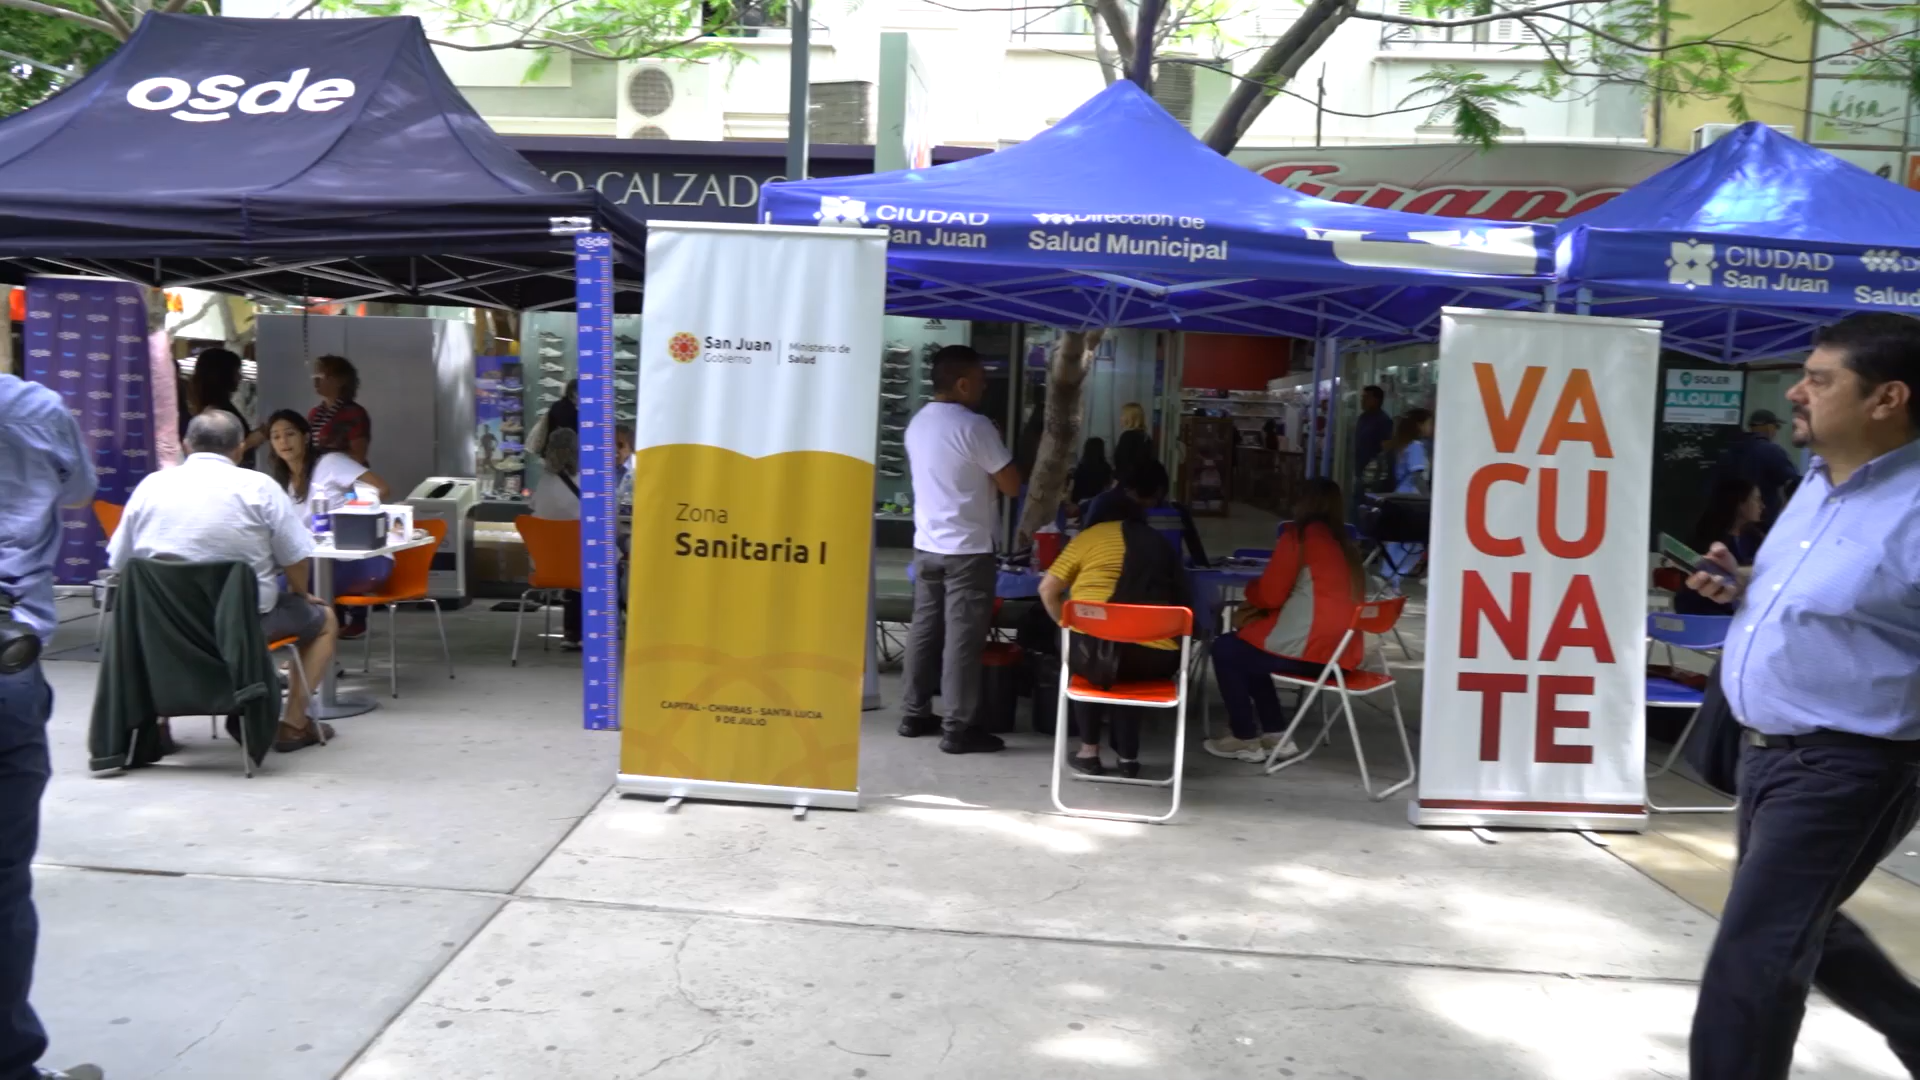 osde
CALZADO
CIUDAD
San Juan
Dirección de
Salud Municipal
CIUDAD
San Juan
Salud
osde
San Juan
Gobierno
Ministerio de
Salud
Zona
Sanitaria I
CAPITAL - CHIMBAS - SANTA LUCIA
9 DE JULIO
VA
CU
NA
TE
SOLER
ALQUILA